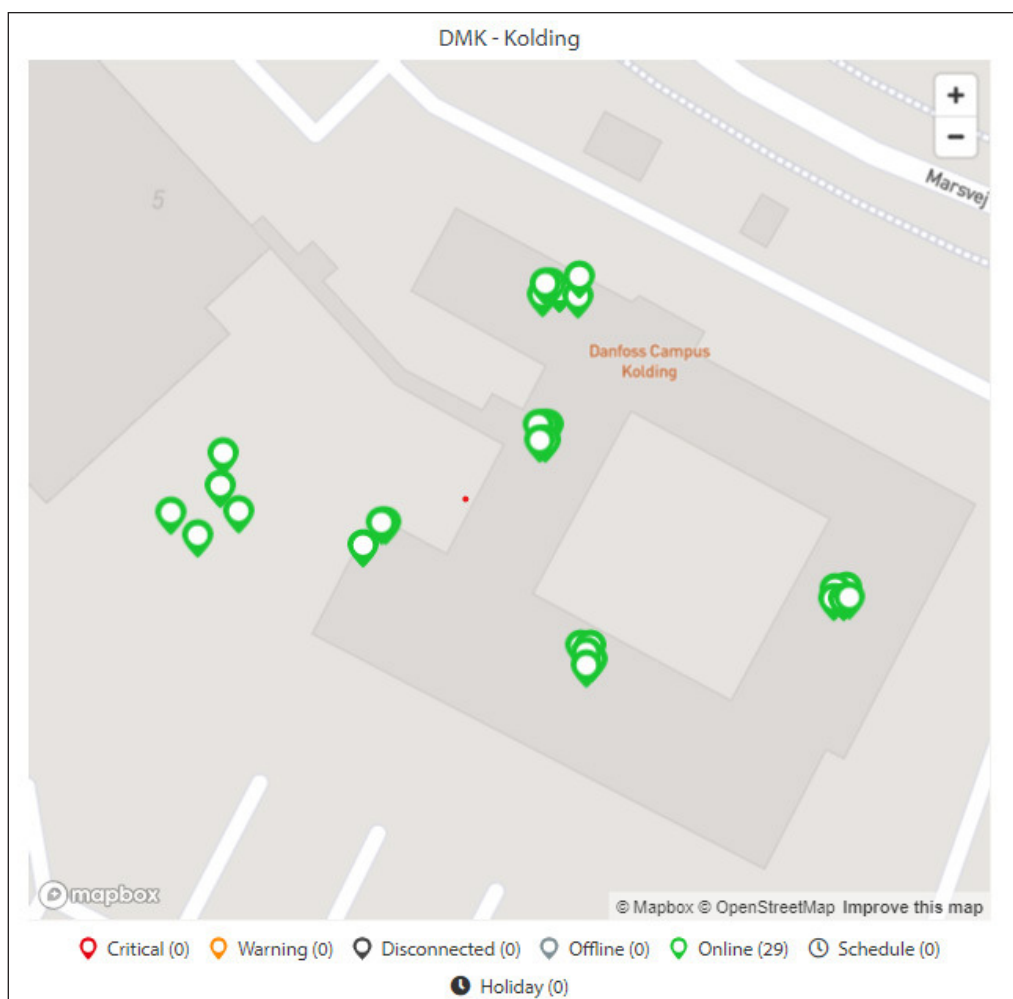 DMK - Kolding
+
−
Marsvej
5
Danfoss Campus
Kolding
mapbox
© Mapbox © OpenStreetMap Improve this map
Critical (0) Warning (0) Disconnected (0) Offline (0) Online (29) Schedule (0)
Holiday (0)